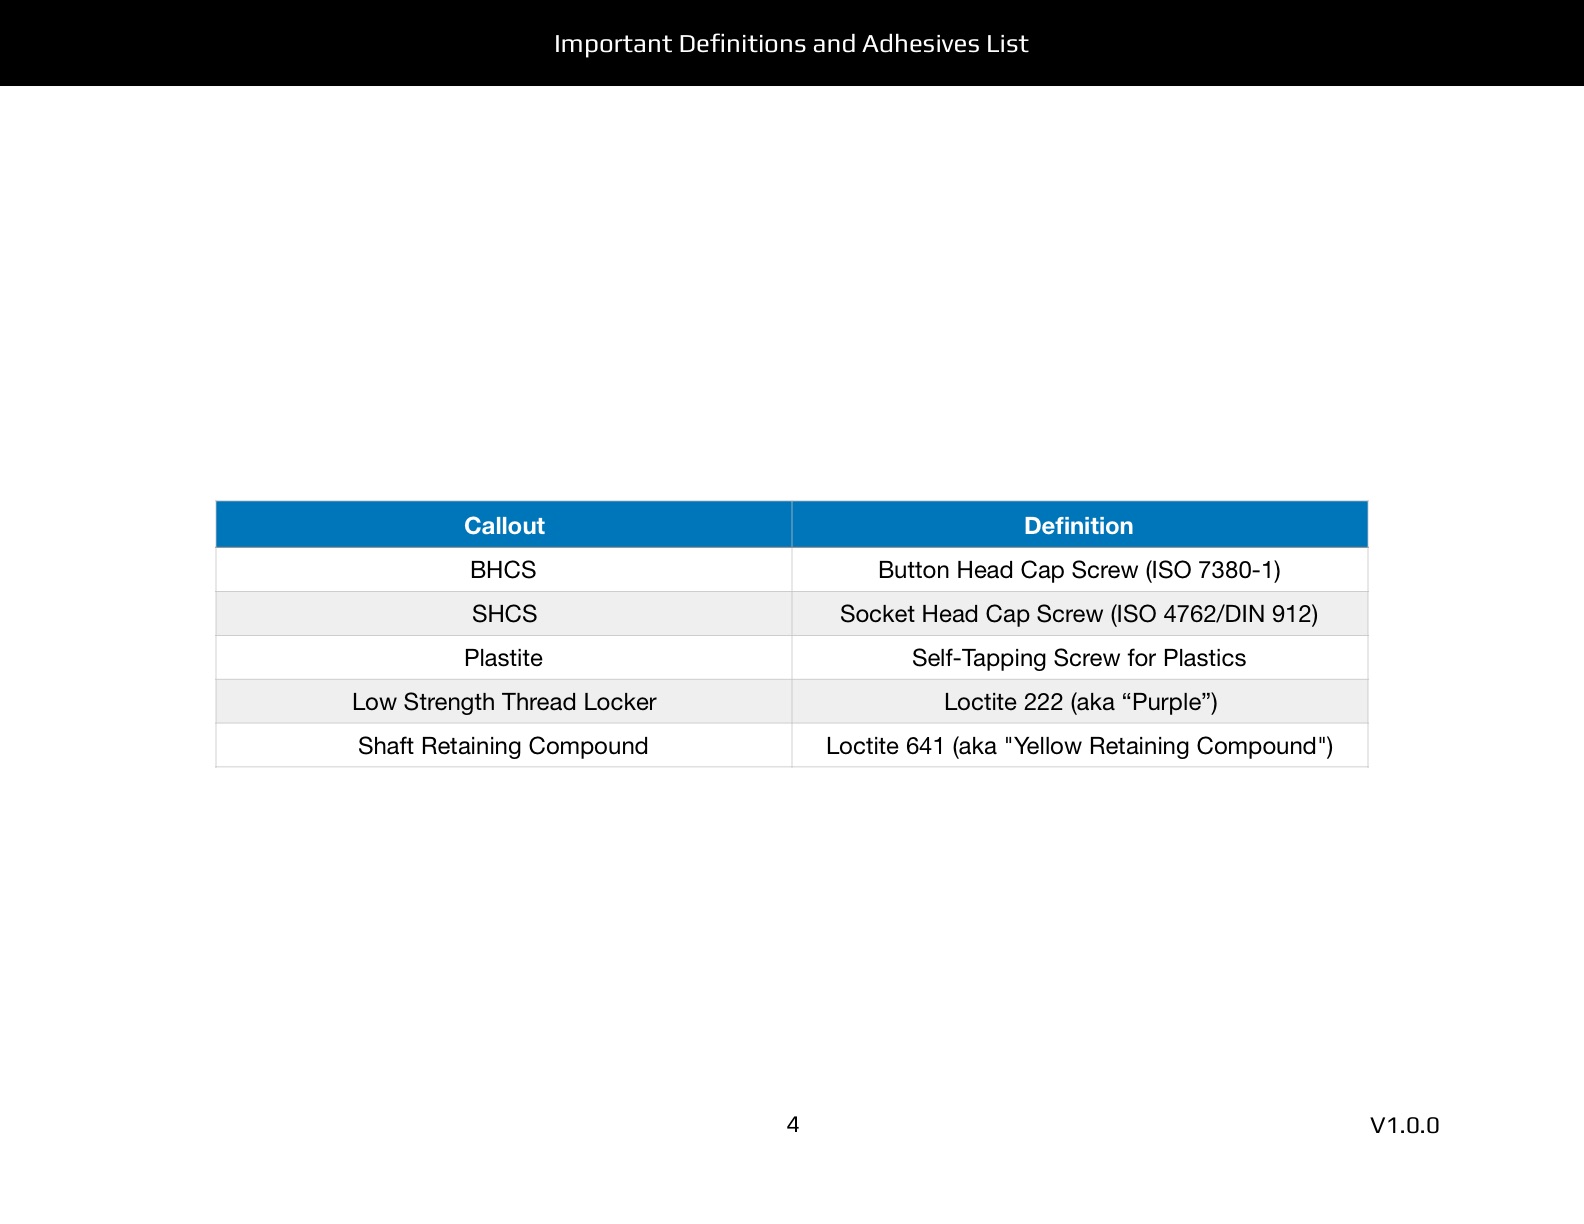 Important Definitions and Adhesives List
Callout Definition
BHCS Button Head Cap Screw (ISO 7380-1)
SHCS Socket Head Cap Screw (ISO 4762/DIN 912)
Plastite Self-Tapping Screw for Plastics
Low Strength Thread Locker Loctite 222 (aka “Purple”)
Shaft Retaining Compound Loctite 641 (aka "Yellow Retaining Compound")
4 V1.0.0